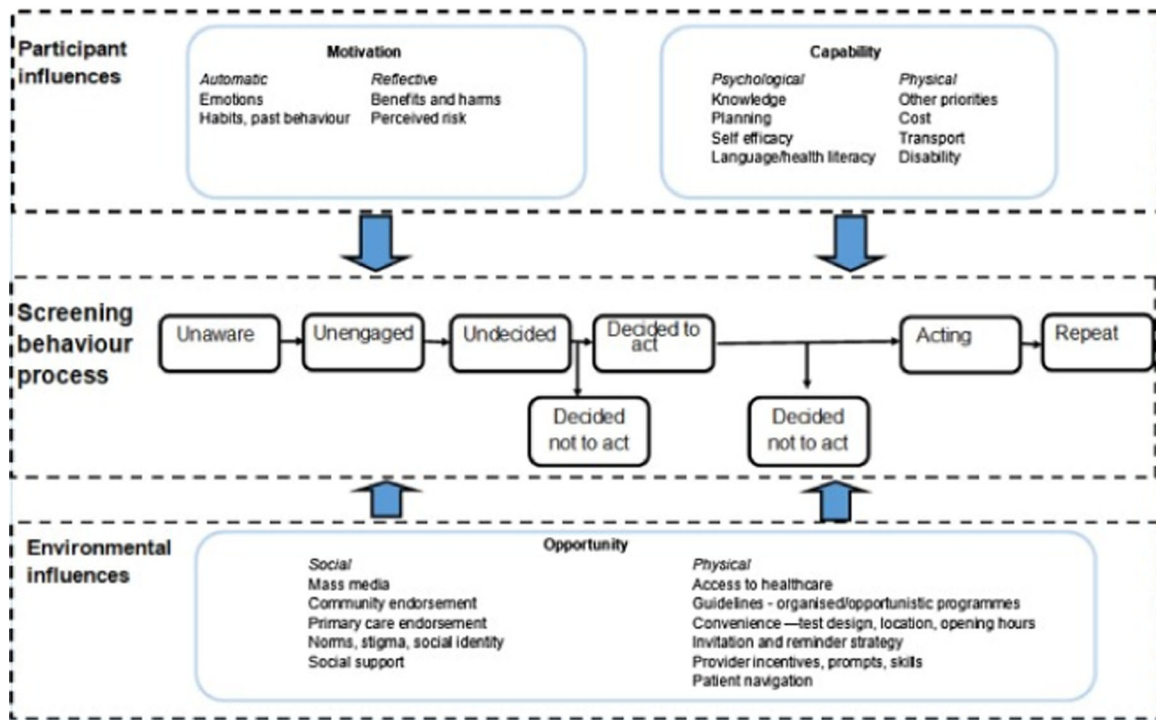 Participant
influences
Motivation
Automatic
Emotions
Habits, past behaviour
Reflective
Benefits and harms
Perceived risk
Capability
Psychological
Knowledge
Planning
Self efficacy
Language/health literacy
Physical
Other priorities
Cost
Transport
Disability
Screening
behaviour
process
Unaware
Unengaged
Undecided
Decided to
act
Acting
Repeat
Decided
not to act
Decided
not to act
Environmental
influences
Opportunity
Social
Mass media
Community endorsement
Primary care endorsement
Norms, stigma, social identity
Social support
Physical
Access to healthcare
Guidelines - organised/opportunistic programmes
Convenience —test design, location, opening hours
Invitation and reminder strategy
Provider incentives, prompts, skills
Patient navigation